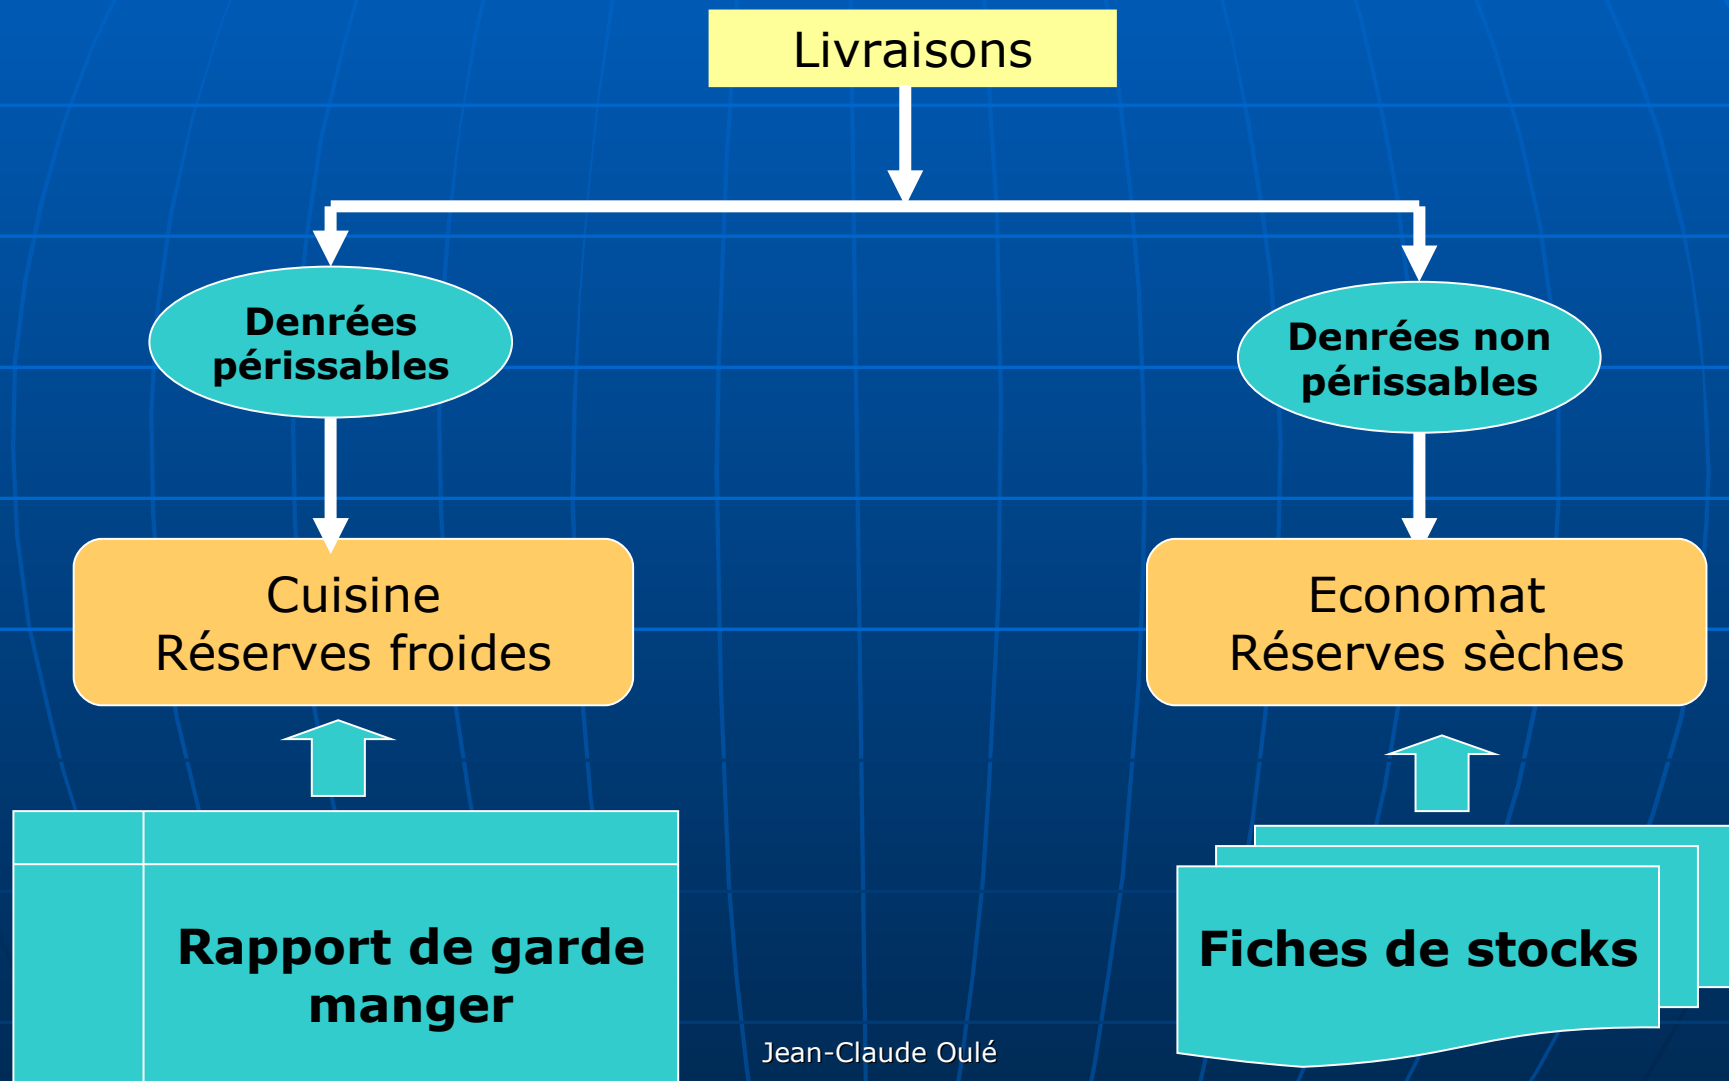 Livraisons
Denrées
périssables
Denrées non
périssables
Cuisine
Réserves froides
Economat
Réserves sèches
Rapport de garde
manger
Fiches de stocks
Jean-Claude Oulé